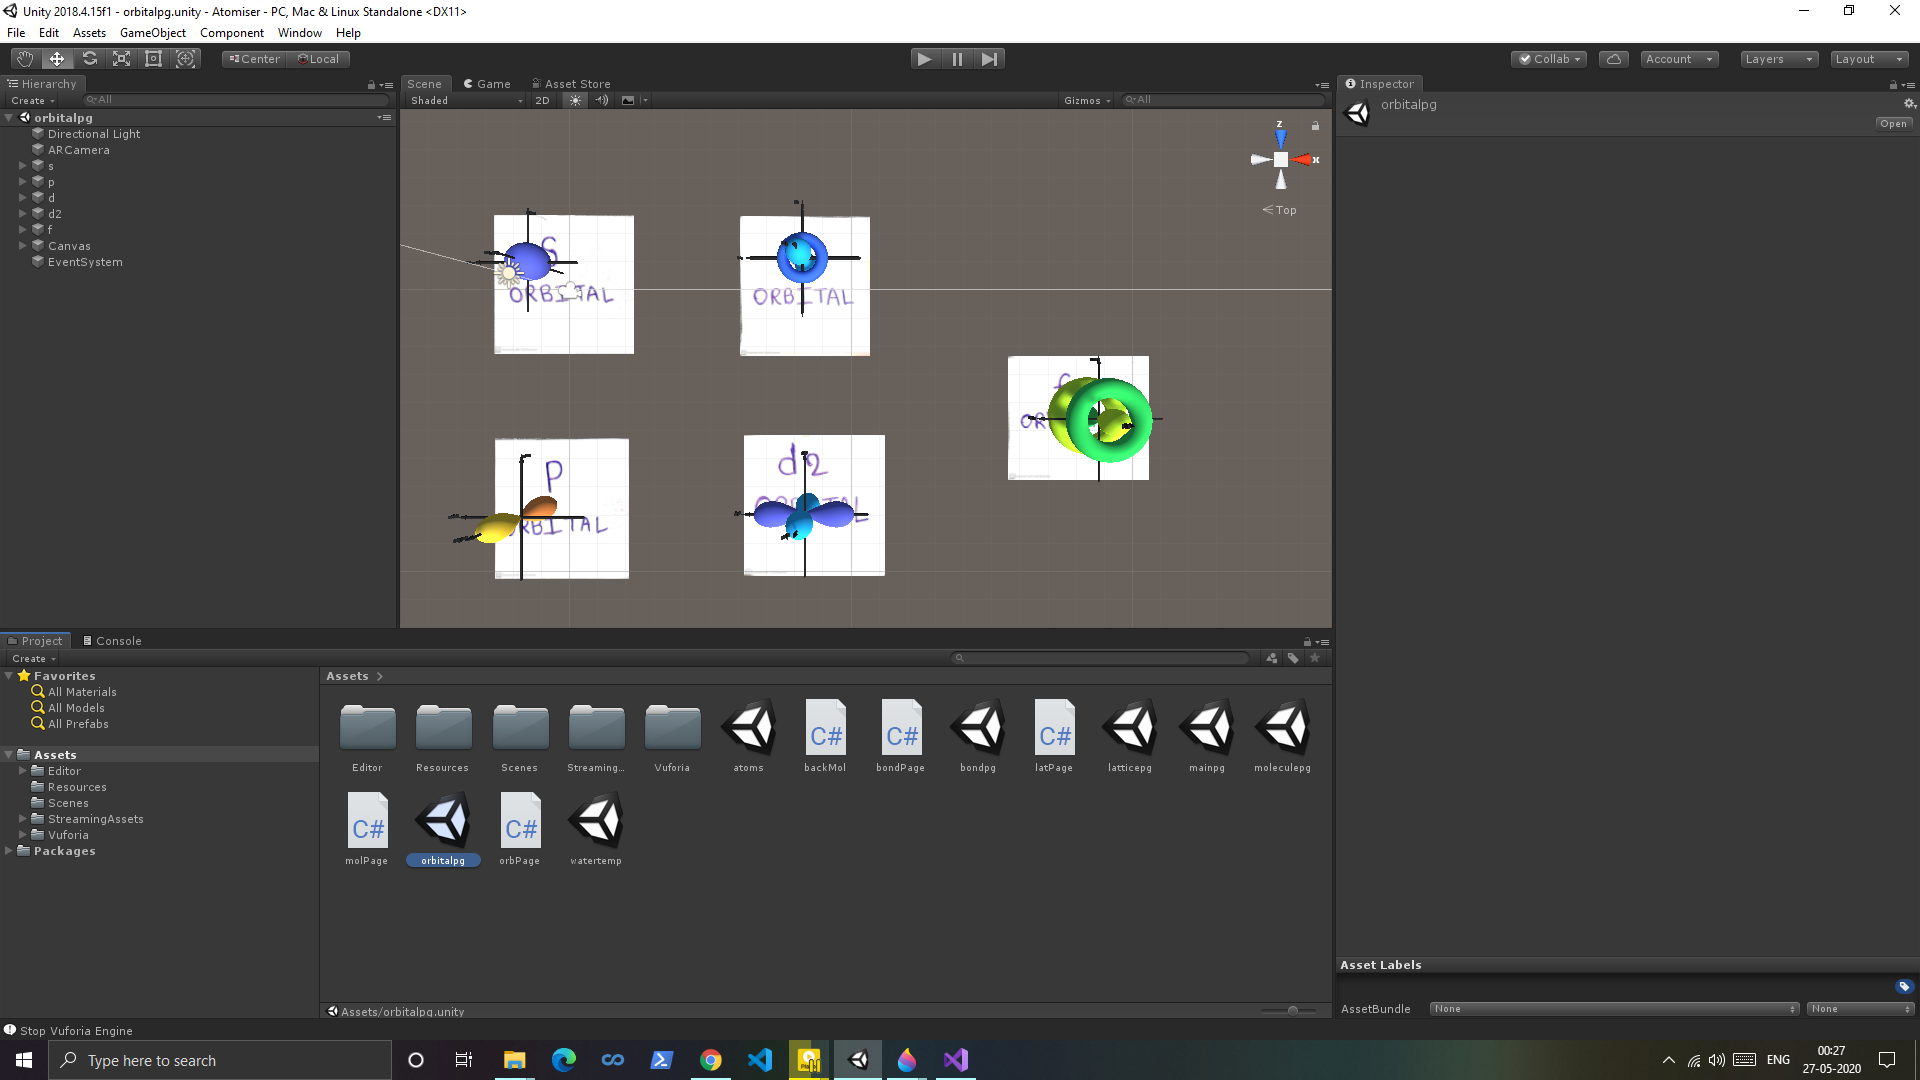 Unity 2018.4.15f1 - orbitalpg.unity - Atomiser - PC, Mac & Linux Standalone <DX11>
File Edit Assets GameObject Component Window Help
Center Local Collab Account Layers Layout
Hierarchy
Create All
orbitalpg
Directional Light
ARCamera
s
p
d
d2
f
Canvas
EventSystem
Scene Game Asset Store
Shaded 2D Gizmos All
z
x
Top
S
ORBITAL
ORBITAL
f
p
ORBITAL
d2
ORBITAL
Inspector
orbitalpg
Open
Asset Labels
AssetBundle None None
Project Console
Create
Favorites
All Materials
All Models
All Prefabs
Assets
Editor
Resources
Scenes
StreamingAssets
Vuforia
Packages
Assets
Editor Resources Scenes Streaming... Vuforia atoms backMol bondPage bondpg latPage latticepg mainpg moleculepg
C# C# C#
molPage orbitalpg orbPage watertemp
C# C#
Assets/orbitalpg.unity
Stop Vuforia Engine
Type here to search
ENG
00:27
27-05-2020